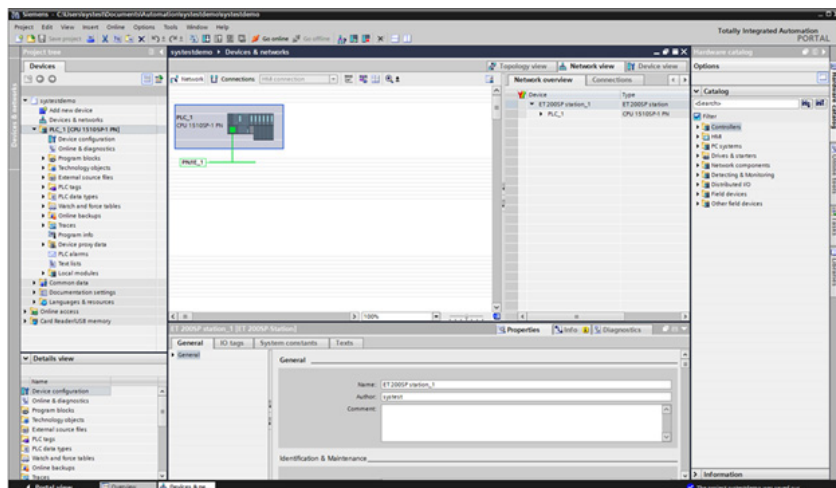 Siemens - C:\Users\systest\Documents\Automation\systestdemo\systestdemo
Project Edit View Insert Online Options Tools Window Help
Totally Integrated Automation
PORTAL
Save project
Go online
Go offline
Project tree
systestdemo › Devices & networks
Hardware catalog
Devices
Topology view
Network view
Device view
Options
Network
Connections
HMI connection
Network overview
Connections
Catalog
<Search>
Filter
systestdemo
Add new device
Devices & networks
PLC_1 [CPU 1510SP-1 PN]
Device configuration
Online & diagnostics
Program blocks
Technology objects
External source files
PLC tags
PLC data types
Watch and force tables
Online backups
Traces
Program info
Device proxy data
PLC alarms
Text lists
Local modules
Common data
Documentation settings
Languages & resources
Online access
Card Reader/USB memory
PLC_1
CPU 1510SP-1 PN
PN/IE_1
100%
Device
Type
ET 200SP station_1
ET 200SP station
PLC_1
CPU 1510SP-1 PN
Controllers
HMI
PC systems
Drives & starters
Network components
Detecting & Monitoring
Distributed I/O
Field devices
Other field devices
ET 200SP station_1 [ET 200SP Station]
Properties
Info
Diagnostics
General
IO tags
System constants
Texts
General
General
Name: ET 200SP station_1
Author: systest
Comment:
Identification & Maintenance
Details view
Name
Device configuration
Online & diagnostics
Program blocks
Technology objects
External source files
PLC tags
PLC data types
Watch and force tables
Online backups
Traces
Information
Portal view
Overview
Devices & ne...